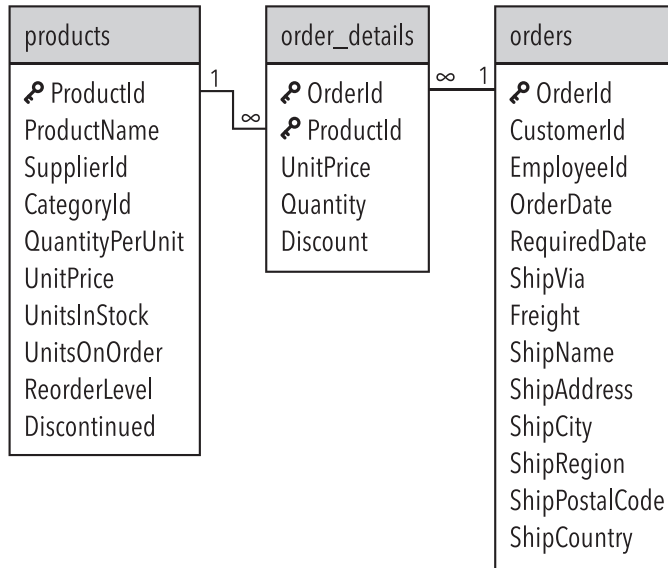 products
ProductId
ProductName
SupplierId
CategoryId
QuantityPerUnit
UnitPrice
UnitsInStock
UnitsOnOrder
ReorderLevel
Discontinued
1
∞
order_details
OrderId
ProductId
UnitPrice
Quantity
Discount
∞
1
orders
OrderId
CustomerId
EmployeeId
OrderDate
RequiredDate
ShipVia
Freight
ShipName
ShipAddress
ShipCity
ShipRegion
ShipPostalCode
ShipCountry